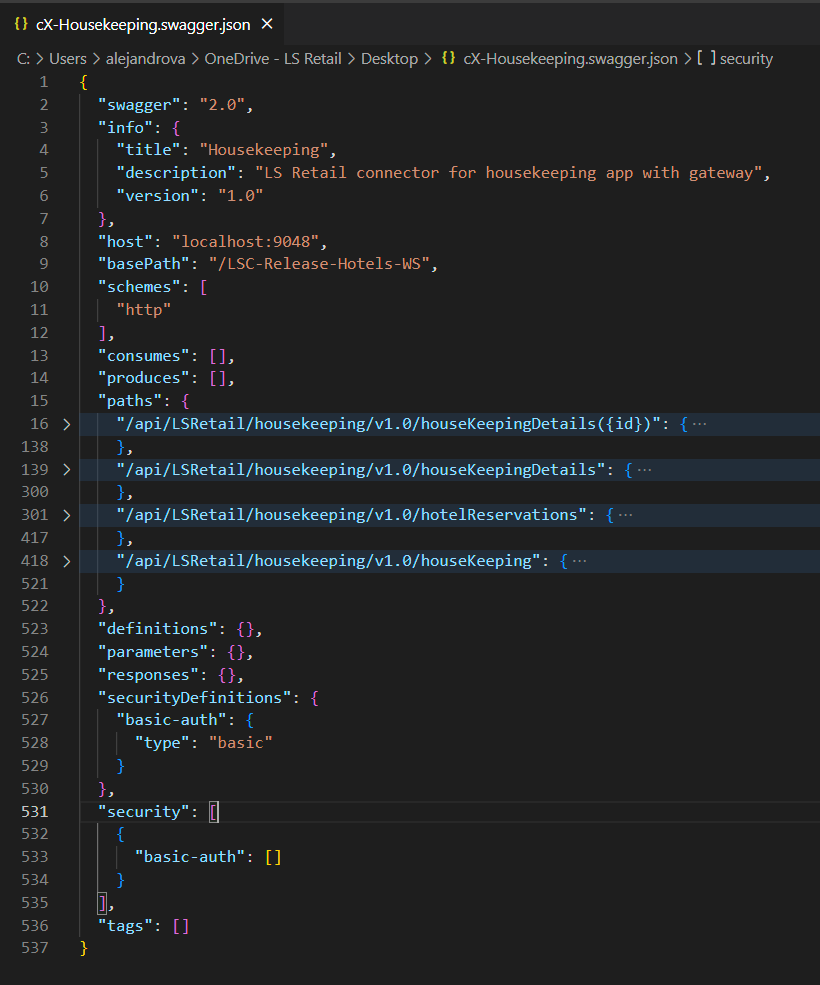 {} cX-Housekeeping.swagger.json ×
C: > Users > alejandrova > OneDrive - LS Retail > Desktop > {} cX-Housekeeping.swagger.json > [ ] security
1 {
2 "swagger": "2.0",
3 "info": {
4 "title": "Housekeeping",
5 "description": "LS Retail connector for housekeeping app with gateway",
6 "version": "1.0"
7 },
8 "host": "localhost:9048",
9 "basePath": "/LSC-Release-Hotels-WS",
10 "schemes": [
11 "http"
12 ],
13 "consumes": [],
14 "produces": [],
15 "paths": {
16 > "/api/LSRetail/housekeeping/v1.0/houseKeepingDetails({id})": { ···
138 },
139 > "/api/LSRetail/housekeeping/v1.0/houseKeepingDetails": { ···
300 },
301 > "/api/LSRetail/housekeeping/v1.0/hotelReservations": { ···
417 },
418 > "/api/LSRetail/housekeeping/v1.0/houseKeeping": { ···
521 }
522 },
523 "definitions": {},
524 "parameters": {},
525 "responses": {},
526 "securityDefinitions": {
527 "basic-auth": {
528 "type": "basic"
529 }
530 },
531 "security": [
532 {
533 "basic-auth": []
534 }
535 ],
536 "tags": []
537 }